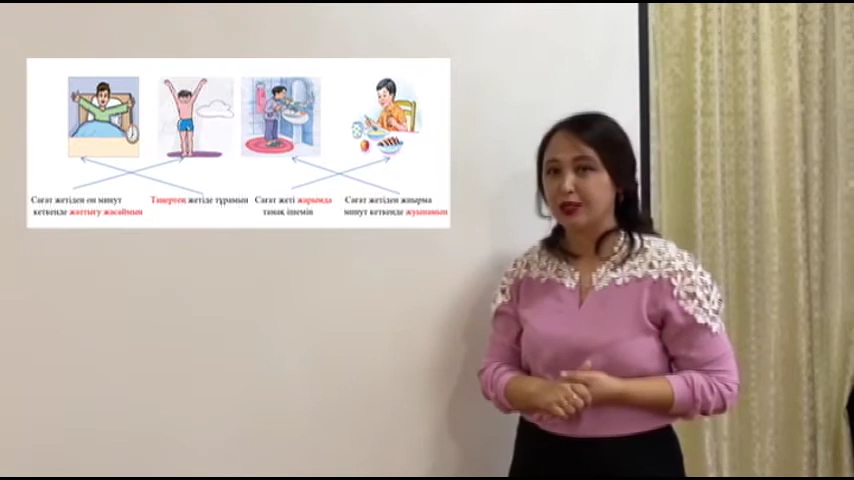 Сағат жетіден он минут
кеткенде жаттығу жасаймын
Таңертең жетіде тұрамын
Сағат жеті жарымда
тамақ ішемін
Сағат жетіден жиырма
минут кеткенде жуынамын